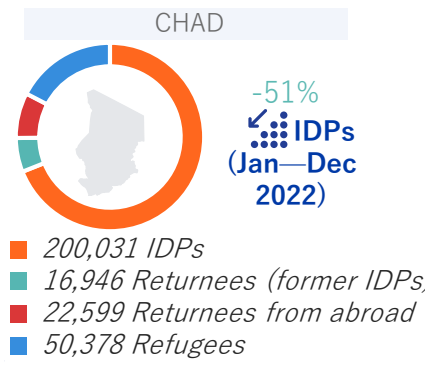 CHAD
-51%
IDPs
(Jan—Dec
2022)
200,031 IDPs
16,946 Returnees (former IDPs)
22,599 Returnees from abroad
50,378 Refugees